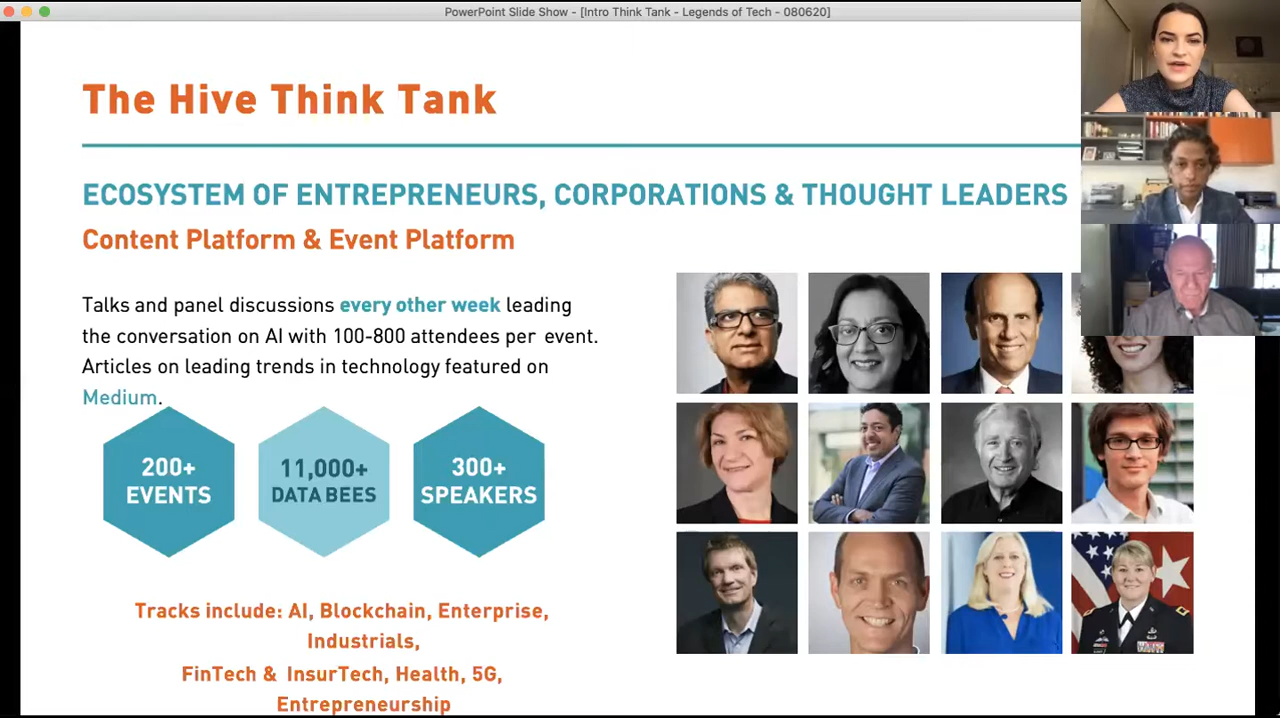 PowerPoint Slide Show - [Intro Think Tank - Legends of Tech - 080620]
The Hive Think Tank
ECOSYSTEM OF ENTREPRENEURS, CORPORATIONS & THOUGHT LEADERS
Content Platform & Event Platform
Talks and panel discussions every other week leading
the conversation on AI with 100-800 attendees per event.
Articles on leading trends in technology featured on
Medium.
200+
EVENTS
11,000+
DATA BEES
300+
SPEAKERS
Tracks include: AI, Blockchain, Enterprise,
Industrials,
FinTech & InsurTech, Health, 5G,
Entrepreneurship